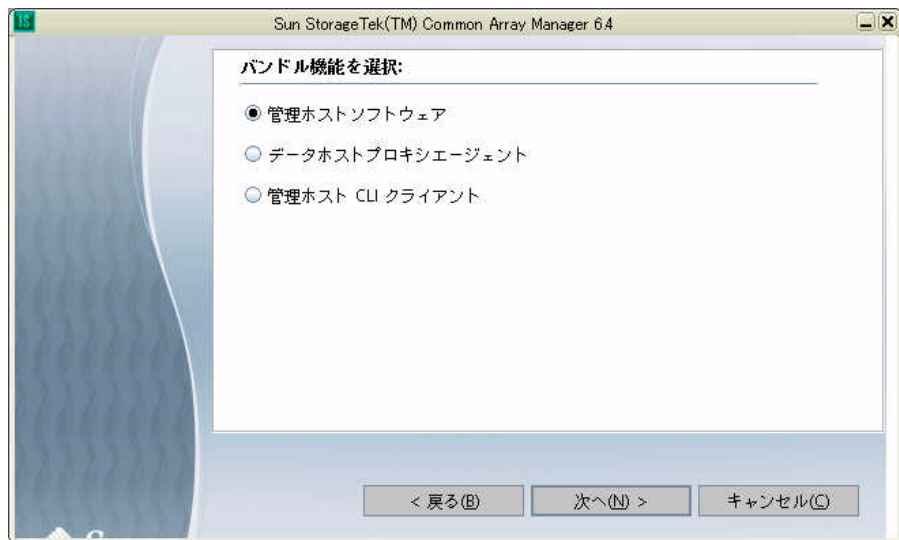 Sun StorageTek(TM) Common Array Manager 6.4
バンドル機能を選択:
管理ホストソフトウェア
データホストプロキシエージェント
管理ホスト CLI クライアント
< 戻る(B)
次へ(N) >
キャンセル(C)